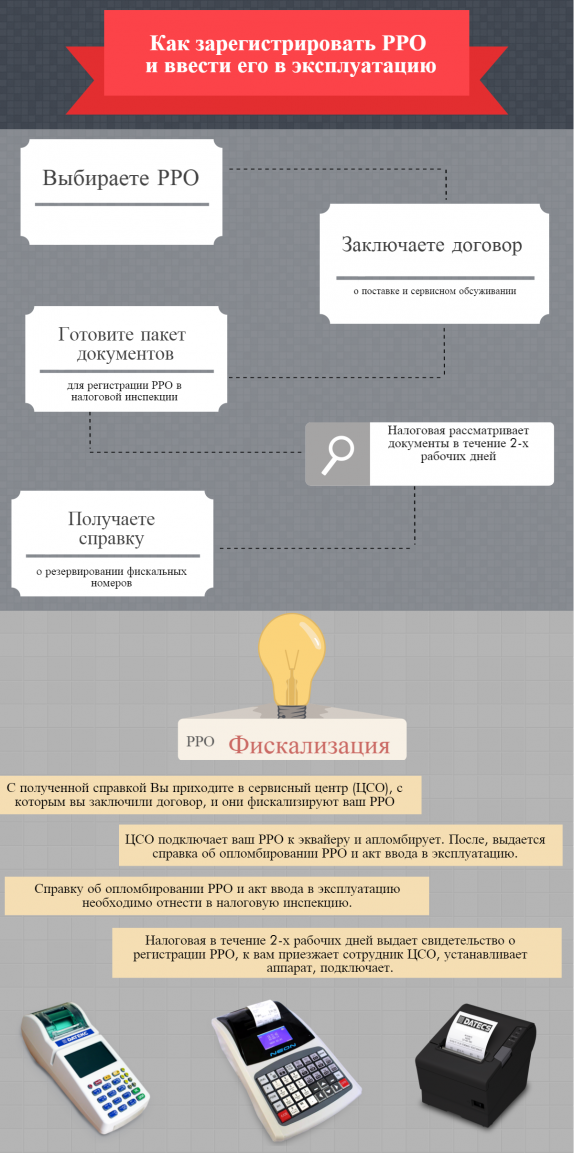 Как зарегистрировать РРО
и ввести его в эксплуатацию
Выбираете РРО
Заключаете договор
о поставке и сервисном обсуживании
Готовите пакет
документов
для регистрации РРО в
налоговой инспекции
Налоговая рассматривает
документы в течение 2-х
рабочих дней
Получаете
справку
о резервировании фискальных
номеров
РРО Фискализация
С полученной справкой Вы приходите в сервисный центр (ЦСО), с
которым вы заключили договор, и они фискализируют ваш РРО
ЦСО подключает ваш РРО к эквайеру и апломбирует. После, выдается
справка об опломбировании РРО и акт ввода в эксплуатацию.
Справку об опломбировании РРО и акт ввода в эксплуатацию
необходимо отнести в налоговую инспекцию.
Налоговая в течение 2-х рабочих дней выдает свидетельство о
регистрации РРО, к вам приезжает сотрудник ЦСО, устанавливает
аппарат, подключает.
DATECS
NEON
DATECS